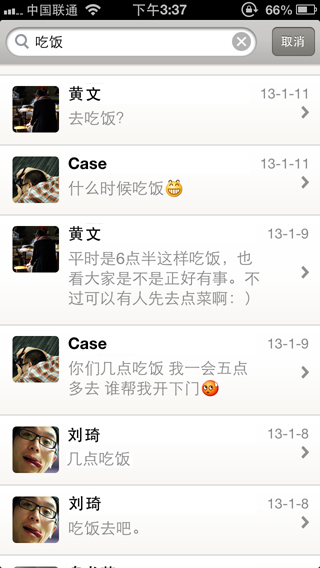 中国联通 下午3:37 66%
吃饭 取消
黄文 13-1-11
去吃饭?
Case 13-1-11
什么时候吃饭
黄文 13-1-9
平时是6点半这样吃饭，也
看大家是不是正好有事。不
过可以有人先去点菜啊：）
Case 13-1-9
你们几点吃饭 我一会五点
多去 谁帮我开下门
刘琦 13-1-8
几点吃饭
刘琦 13-1-8
吃饭去吧。